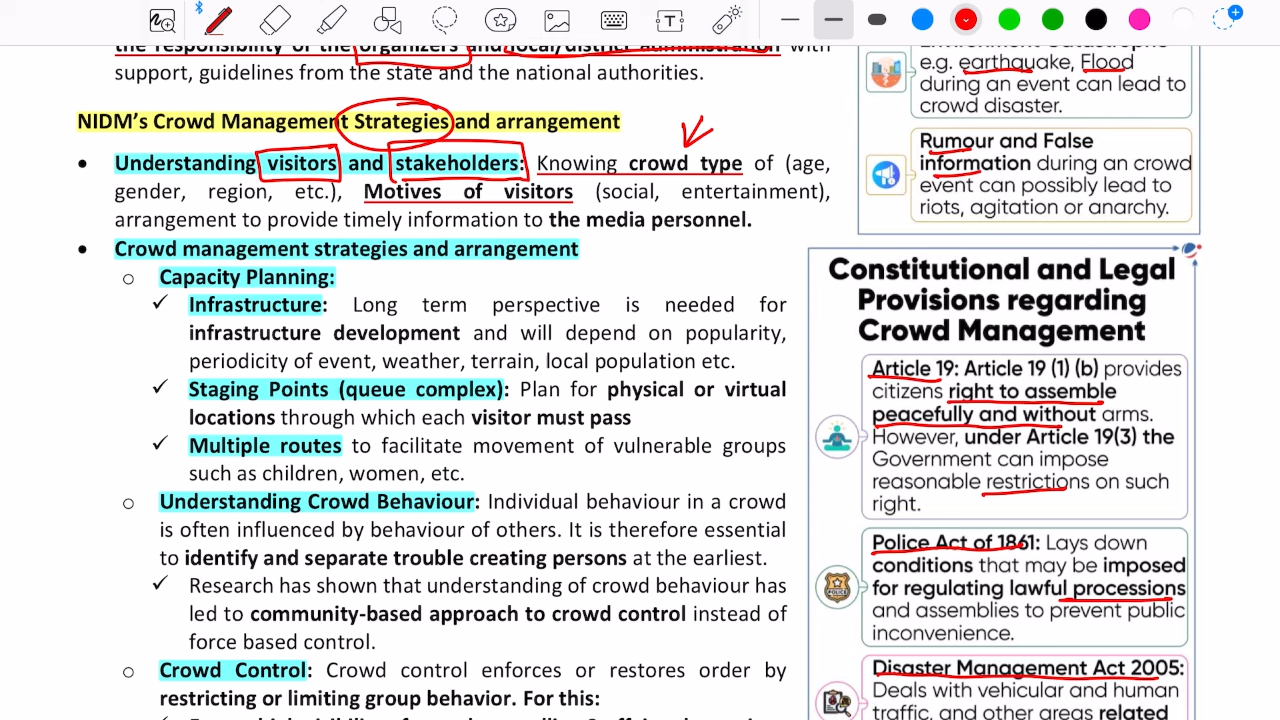 the responsibility of the organizers and local/district administration with
support, guidelines from the state and the national authorities.
NIDM's Crowd Management Strategies and arrangement
• Understanding visitors and stakeholders: Knowing crowd type of (age,
gender, region, etc.), Motives of visitors (social, entertainment),
arrangement to provide timely information to the media personnel.
• Crowd management strategies and arrangement
o Capacity Planning:
✓ Infrastructure: Long term perspective is needed for
infrastructure development and will depend on popularity,
periodicity of event, weather, terrain, local population etc.
✓ Staging Points (queue complex): Plan for physical or virtual
locations through which each visitor must pass
✓ Multiple routes to facilitate movement of vulnerable groups
such as children, women, etc.
o Understanding Crowd Behaviour: Individual behaviour in a crowd
is often influenced by behaviour of others. It is therefore essential
to identify and separate trouble creating persons at the earliest.
✓ Research has shown that understanding of crowd behaviour has
led to community-based approach to crowd control instead of
force based control.
o Crowd Control: Crowd control enforces or restores order by
restricting or limiting group behavior. For this:
e.g. earthquake, Flood
during an event can lead to
crowd disaster.
Rumour and False
information during an crowd
event can possibly lead to
riots, agitation or anarchy.
Constitutional and Legal
Provisions regarding
Crowd Management
Article 19: Article 19 (1) (b) provides
citizens right to assemble
peacefully and without arms.
However, under Article 19(3) the
Government can impose
reasonable restrictions on such
right.
Police Act of 1861: Lays down
conditions that may be imposed
for regulating lawful processions
and assemblies to prevent public
inconvenience.
Disaster Management Act 2005:
Deals with vehicular and human
traffic, and other areas related